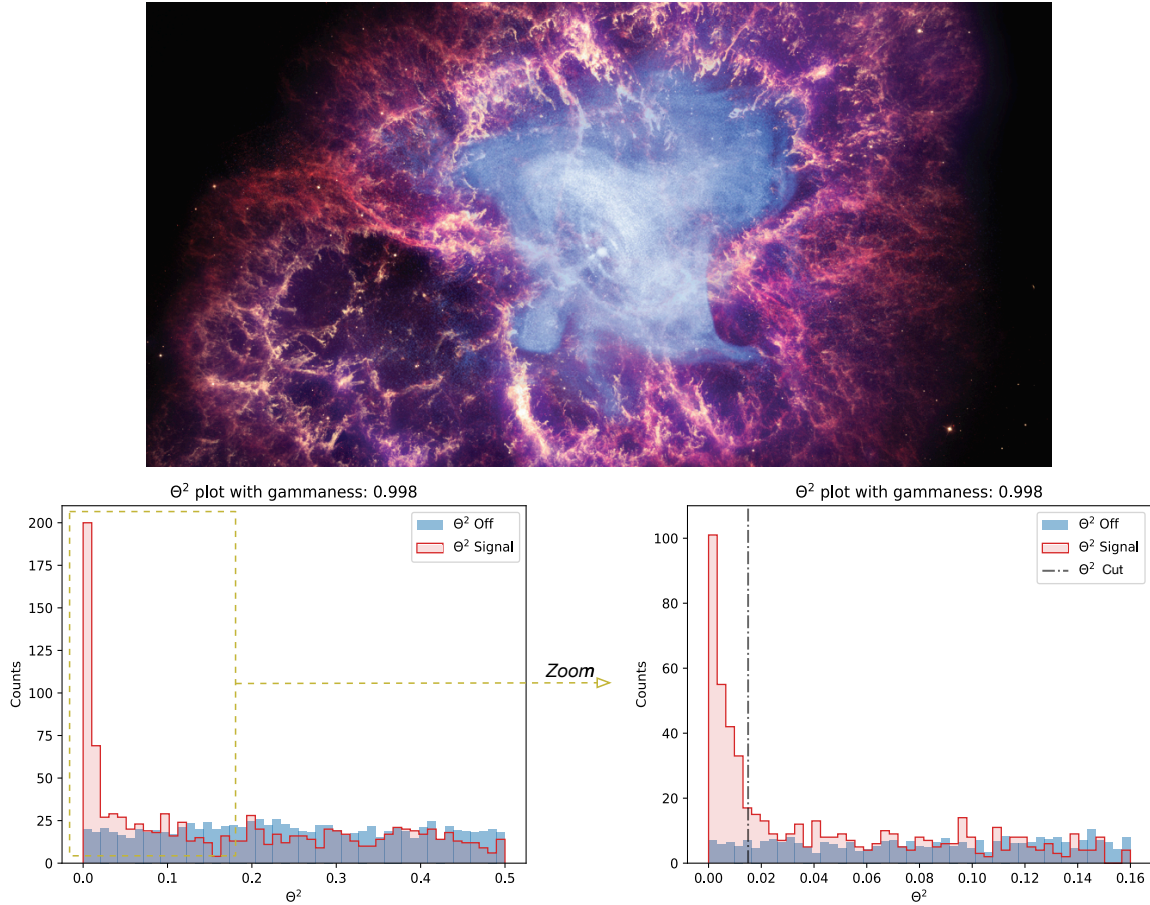 Θ² plot with gammaness: 0.998
200
175
150
125
100
75
50
25
0
Counts
0.0 0.1 0.2 0.3 0.4 0.5
Θ²
Θ² Off
Θ² Signal
Zoom
Θ² plot with gammaness: 0.998
100
80
60
40
20
0
Counts
0.00 0.02 0.04 0.06 0.08 0.10 0.12 0.14 0.16
Θ²
Θ² Off
Θ² Signal
Θ² Cut